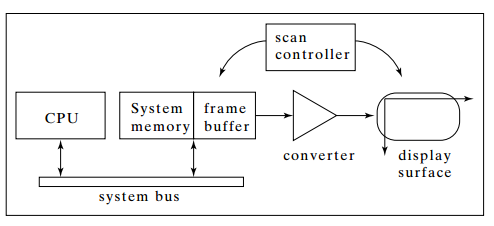 scan
controller
CPU
System
memory
frame
buffer
converter
display
surface
system bus